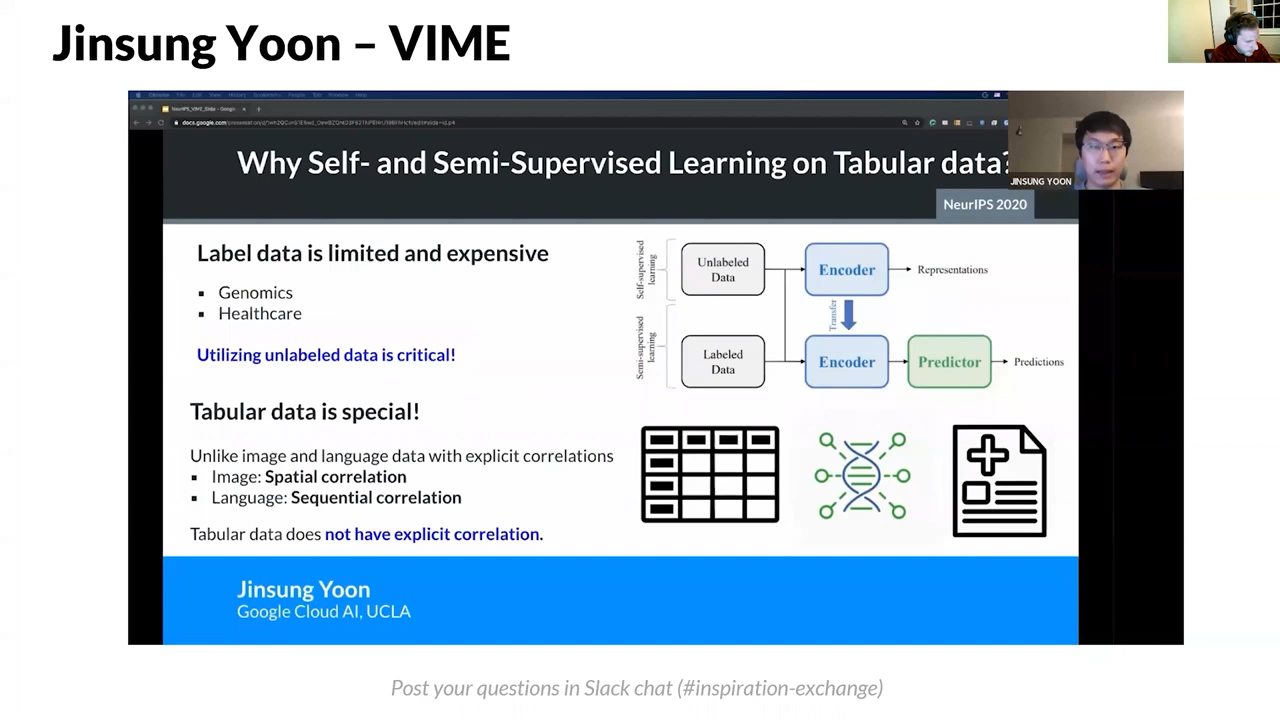 Jinsung Yoon – VIME
Why Self- and Semi-Supervised Learning on Tabular data?
JINSUNG YOON
NeurIPS 2020
Label data is limited and expensive
Genomics
Healthcare
Utilizing unlabeled data is critical!
Self-supervised
learning
Unlabeled
Data
Encoder
Representations
Transfer
Semi-supervised
learning
Labeled
Data
Encoder
Predictor
Predictions
Tabular data is special!
Unlike image and language data with explicit correlations
Image: Spatial correlation
Language: Sequential correlation
Tabular data does not have explicit correlation.
Jinsung Yoon
Google Cloud AI, UCLA
Post your questions in Slack chat (#inspiration-exchange)